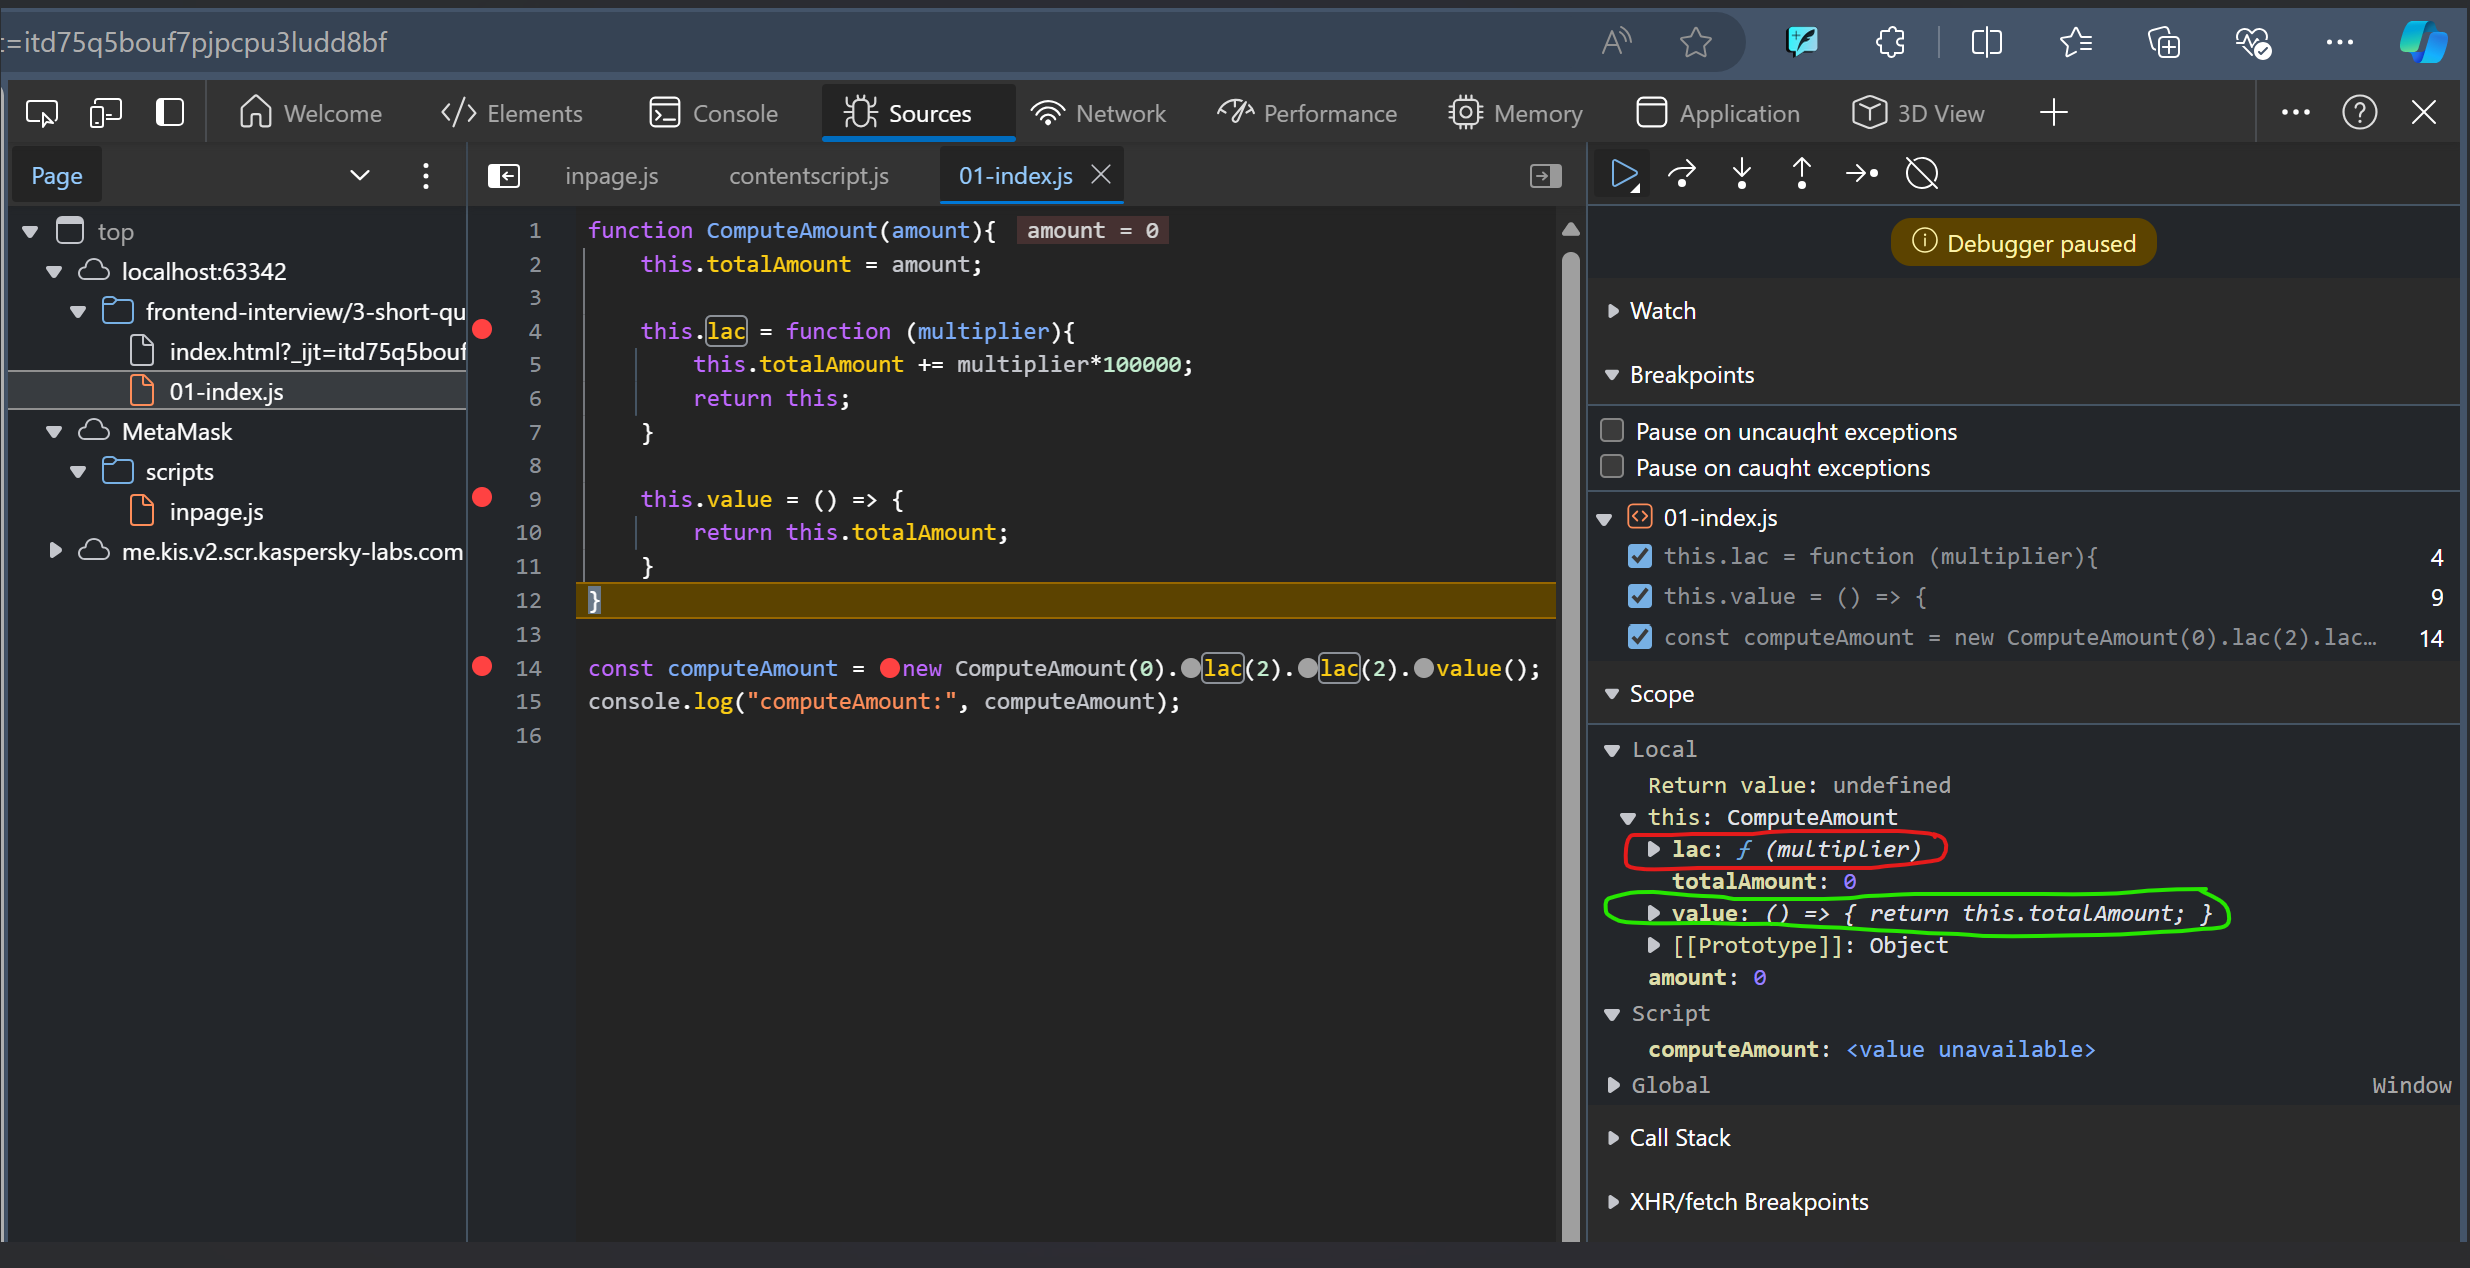 t=itd75q5bouf7pjpcpu3ludd8bf
Welcome
Elements
Console
Sources
Network
Performance
Memory
Application
3D View
Page
top
localhost:63342
frontend-interview/3-short-qu
index.html?_ijt=itd75q5bouf
01-index.js
MetaMask
scripts
inpage.js
me.kis.v2.scr.kaspersky-labs.com
inpage.js
contentscript.js
01-index.js
1 function ComputeAmount(amount){ amount = 0
2 this.totalAmount = amount;
3
4 this.lac = function (multiplier){
5 this.totalAmount += multiplier*100000;
6 return this;
7 }
8
9 this.value = () => {
10 return this.totalAmount;
11 }
12 }
13
14 const computeAmount = new ComputeAmount(0).lac(2).lac(2).value();
15 console.log("computeAmount:", computeAmount);
16
Debugger paused
Watch
Breakpoints
Pause on uncaught exceptions
Pause on caught exceptions
01-index.js
this.lac = function (multiplier){ 4
this.value = () => { 9
const computeAmount = new ComputeAmount(0).lac(2).lac… 14
Scope
Local
Return value: undefined
this: ComputeAmount
lac: ƒ (multiplier)
totalAmount: 0
value: () => { return this.totalAmount; }
[[Prototype]]: Object
amount: 0
Script
computeAmount: <value unavailable>
Global Window
Call Stack
XHR/fetch Breakpoints